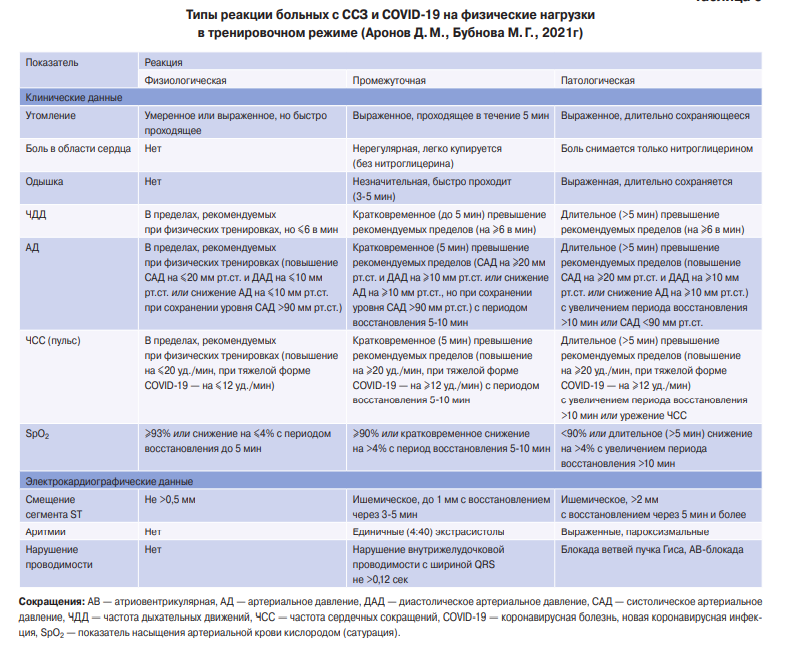 Типы реакции больных с ССЗ и COVID-19 на физические нагрузки
в тренировочном режиме (Аронов Д. М., Бубнова М. Г., 2021г)
Показатель
Реакция
Физиологическая
Промежуточная
Патологическая
Клинические данные
Утомление
Умеренное или выраженное, но быстро
проходящее
Выраженное, проходящее в течение 5 мин
Выраженное, длительно сохраняющееся
Боль в области сердца
Нет
Нерегулярная, легко купируется
(без нитроглицерина)
Боль снимается только нитроглицерином
Одышка
Нет
Незначительная, быстро проходит
(3-5 мин)
Выраженная, длительно сохраняется
ЧДД
В пределах, рекомендуемых
при физических тренировках, но ⩽6 в мин
Кратковременное (до 5 мин) превышение
рекомендуемых пределов (на ⩾6 в мин)
Длительное (>5 мин) превышение
рекомендуемых пределов (на ⩾6 в мин)
АД
В пределах, рекомендуемых
при физических тренировках (повышение
САД на ⩽20 мм рт.ст. и ДАД на ⩽10 мм
рт.ст. или снижение АД на ⩽10 мм рт.ст.
при сохранении уровня САД >90 мм рт.ст.)
Кратковременное (5 мин) превышение
рекомендуемых пределов (САД на ⩾20 мм
рт.ст. и ДАД на ⩾10 мм рт.ст. или снижение
АД на ⩾10 мм рт.ст., но при сохранении
уровня САД >90 мм рт.ст.) с периодом
восстановления 5-10 мин
Длительное (>5 мин) превышение
рекомендуемых пределов (повышение
САД на ⩾20 мм рт.ст. и ДАД на ⩾10 мм
рт.ст. или снижение АД на ⩾10 мм рт.ст.)
с увеличением периода восстановления
>10 мин или САД <90 мм рт.ст.
ЧСС (пульс)
В пределах, рекомендуемых
при физических тренировках (повышение
на ⩽20 уд./мин, при тяжелой форме
COVID-19 — на ⩽12 уд./мин)
Кратковременное (5 мин) превышение
рекомендуемых пределов (повышение
на ⩾20 уд./мин, при тяжелой форме
COVID-19 — на ⩾12 уд./мин) с периодом
восстановления 5-10 мин
Длительное (>5 мин) превышение
рекомендуемых пределов (повышение
на ⩾20 уд./мин, при тяжелой форме
COVID-19 — на ⩾12 уд./мин)
с увеличением периода восстановления
>10 мин или урежение ЧСС
SpO₂
⩾93% или снижение на ⩽4% с периодом
восстановления до 5 мин
⩾90% или кратковременное снижение
на >4% с период восстановления 5-10 мин
<90% или длительное (>5 мин) снижение
на >4% с увеличением периода
восстановления >10 мин
Электрокардиографические данные
Смещение
сегмента ST
Не >0,5 мм
Ишемическое, до 1 мм с восстановлением
через 3-5 мин
Ишемическое, >2 мм
с восстановлением через 5 мин и более
Аритмии
Нет
Единичные (4:40) экстрасистолы
Выраженные, пароксизмальные
Нарушение
проводимости
Нет
Нарушение внутрижелудочковой
проводимости с шириной QRS
не >0,12 сек
Блокада ветвей пучка Гиса, АВ-блокада
Сокращения: АВ — атриовентрикулярная, АД — артериальное давление, ДАД — диастолическое артериальное давление, САД — систолическое артериальное
давление, ЧДД — частота дыхательных движений, ЧСС — частота сердечных сокращений, COVID-19 — коронавирусная болезнь, новая коронавирусная инфек-
ция, SpO₂ — показатель насыщения артериальной крови кислородом (сатурация).